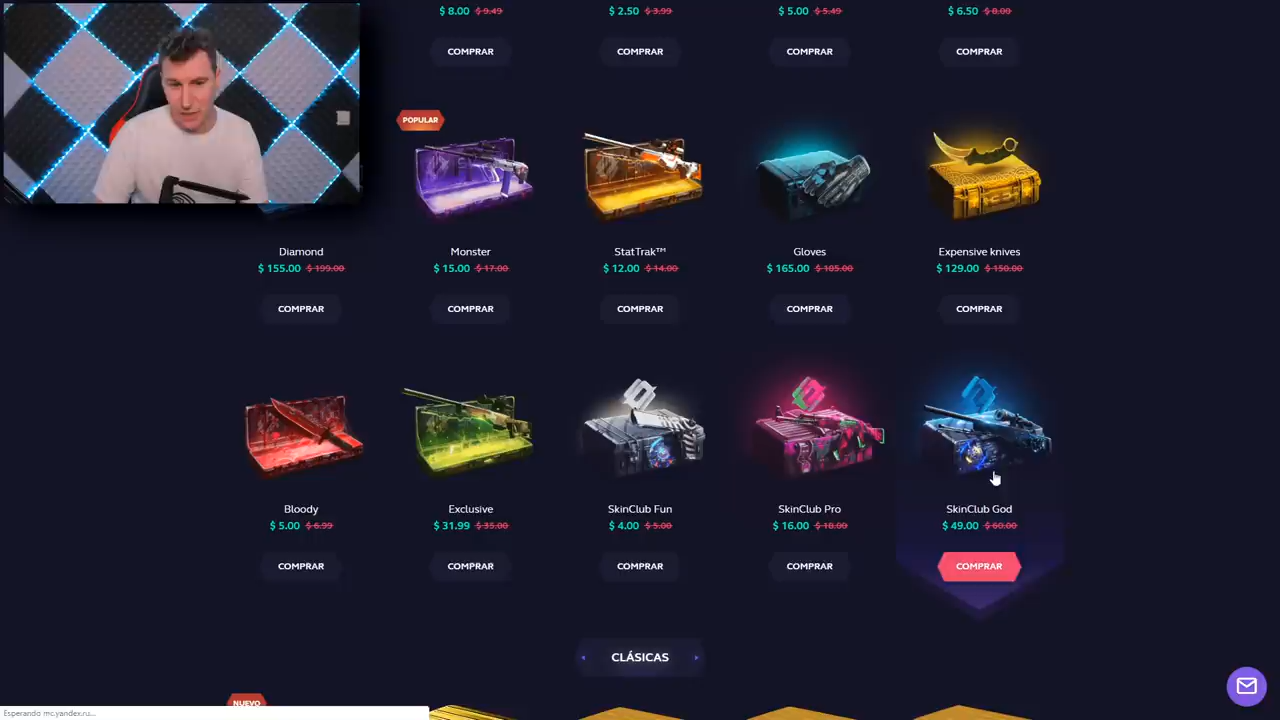 $ 8.00 $ 9.49
$ 2.50 $ 3.99
$ 5.00 $ 5.49
$ 6.50 $ 8.00
COMPRAR
COMPRAR
COMPRAR
COMPRAR
POPULAR
Diamond
Monster
StatTrak™
Gloves
Expensive knives
$ 155.00 $ 199.00
$ 15.00 $ 17.00
$ 12.00 $ 14.00
$ 165.00 $ 185.00
$ 129.00 $ 150.00
COMPRAR
COMPRAR
COMPRAR
COMPRAR
COMPRAR
Bloody
Exclusive
SkinClub Fun
SkinClub Pro
SkinClub God
$ 5.00 $ 6.99
$ 31.99 $ 35.00
$ 4.00 $ 5.00
$ 16.00 $ 18.00
$ 49.00 $ 60.00
COMPRAR
COMPRAR
COMPRAR
COMPRAR
COMPRAR
CLÁSICAS
NUEVO
Esperando mc.yandex.ru...